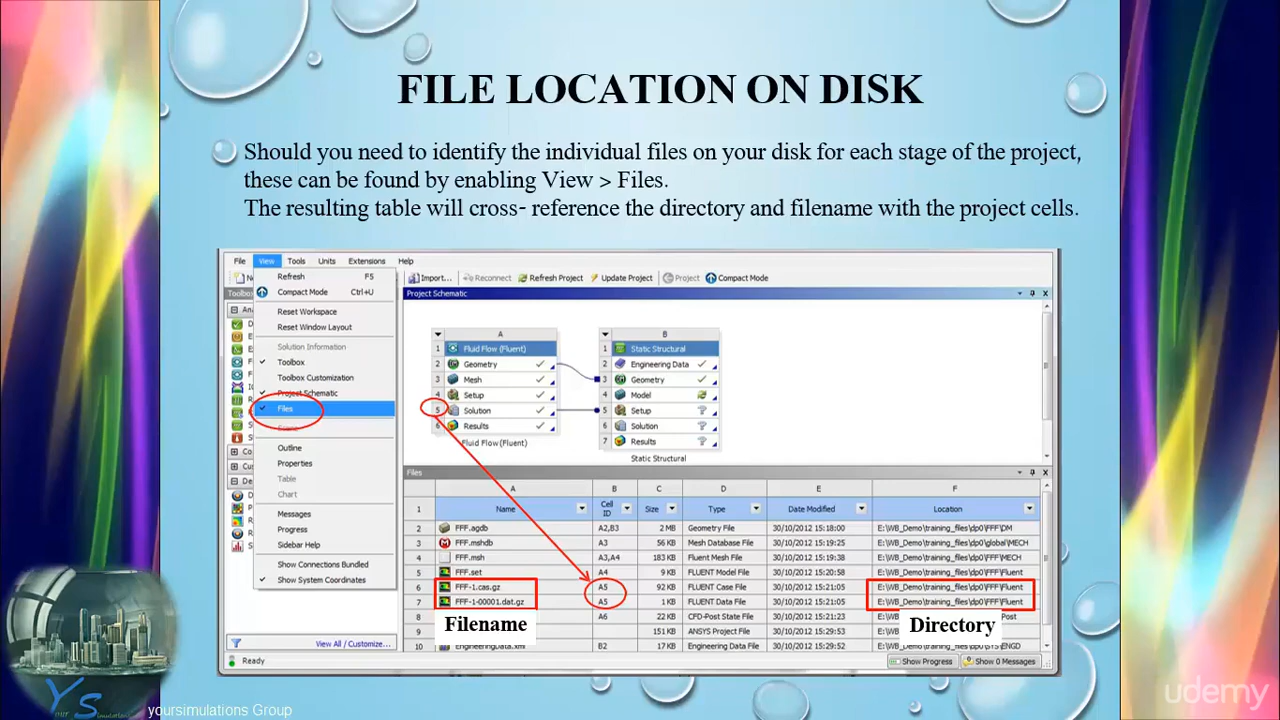 FILE LOCATION ON DISK
Should you need to identify the individual files on your disk for each stage of the project,
these can be found by enabling View > Files.
The resulting table will cross- reference the directory and filename with the project cells.
File View Tools Units Extensions Help
Import... Reconnect Refresh Project Update Project Project Compact Mode
Refresh F5
Compact Mode Ctrl+U
Reset Workspace
Reset Window Layout
Solution Information
Toolbox
Toolbox Customization
Project Schematic
Files
Outline
Properties
Table
Chart
Messages
Progress
Sidebar Help
Show Connections Bundled
Show System Coordinates
View All / Customize...
Project Schematic
A
1 Fluid Flow (Fluent)
2 Geometry
3 Mesh
4 Setup
5 Solution
6 Results
Fluid Flow (Fluent)
B
1 Static Structural
2 Engineering Data
3 Geometry
4 Model
5 Setup
6 Solution
7 Results
Static Structural
Files
A B C D E F
1 Name Cell ID Size Type Date Modified Location
2 FFF.agdb A2,B3 2 MB Geometry File 30/10/2012 15:18:00 E:\WB_Demo\training_files\dp0\FFF\DM
3 FFF.mshdb A3 56 KB Mesh Database File 30/10/2012 15:19:25 E:\WB_Demo\training_files\dp0\global\MECH
4 FFF.msh A3,A4 183 KB Fluent Mesh File 30/10/2012 15:19:38 E:\WB_Demo\training_files\dp0\FFF\MECH
5 FFF.set A4 9 KB FLUENT Model File 30/10/2012 15:20:58 E:\WB_Demo\training_files\dp0\FFF\Fluent
6 FFF-1.cas.gz A5 92 KB FLUENT Case File 30/10/2012 15:21:05 E:\WB_Demo\training_files\dp0\FFF\Fluent
7 FFF-1-00001.dat.gz A5 1 KB FLUENT Data File 30/10/2012 15:21:05 E:\WB_Demo\training_files\dp0\FFF\Fluent
8 A6 22 KB CFD-Post State File 30/10/2012 15:21:23 Post
9 151 KB ANSYS Project File 30/10/2012 15:29:53
10 EngineeringData.xml B2 17 KB Engineering Data File 30/10/2012 15:29:52
Filename
Directory
Ready
Show Progress Show 0 Messages
yoursimulations Group
udemy